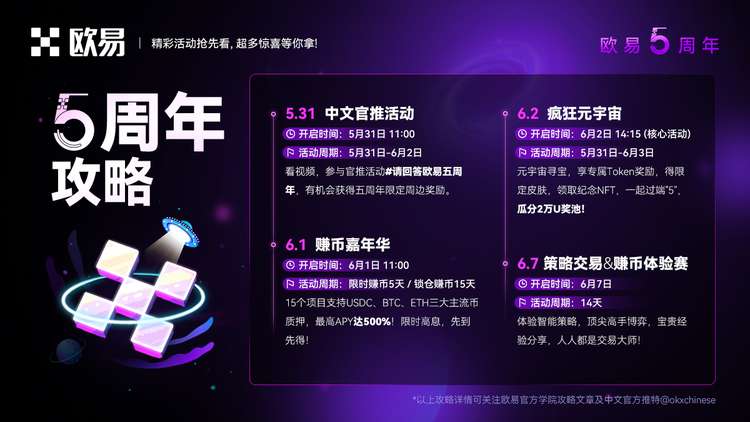 欧易 | 精彩活动抢先看，超多惊喜等你拿！
欧易5周年
5周年
攻略
5.31 中文官推活动
开启时间：5月31日 11:00
活动周期：5月31日-6月2日
看视频，参与官推活动#请回答欧易五周
年，有机会获得五周年限定周边奖励。
6.1 赚币嘉年华
开启时间：6月1日 11:00
活动周期：限时赚币5天 / 锁仓赚币15天
15个项目支持USDC、BTC、ETH三大主流币
质押，最高APY达500%！限时高息，先到
先得！
6.2 疯狂元宇宙
开启时间：6月2日 14:15 (核心活动)
活动周期：5月31日-6月3日
元宇宙寻宝，享专属Token奖励，得限
定皮肤，领取纪念NFT，一起过端“5”，
瓜分2万U奖池！
6.7 策略交易&赚币体验赛
开启时间：6月7日
活动周期：14天
体验智能策略，顶尖高手博弈，宝贵经
验分享，人人都是交易大师！
*以上攻略详情可关注欧易官方学院攻略文章及中文官方推特@okxchinese